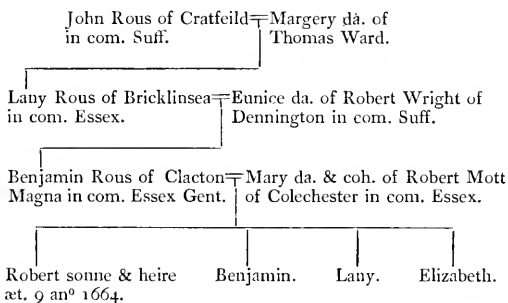 John Rous of Cratfeild Margery dà. of
in com. Suff. Thomas Ward.
Lany Rous of Bricklinsea Eunice da. of Robert Wright of
in com. Essex. Dennington in com. Suff.
Benjamin Rous of Clacton Mary da. & coh. of Robert Mott
Magna in com. Essex Gent. of Colechester in com. Essex.
Robert sonne & heire Benjamin. Lany. Elizabeth.
æt. 9 anº 1664.